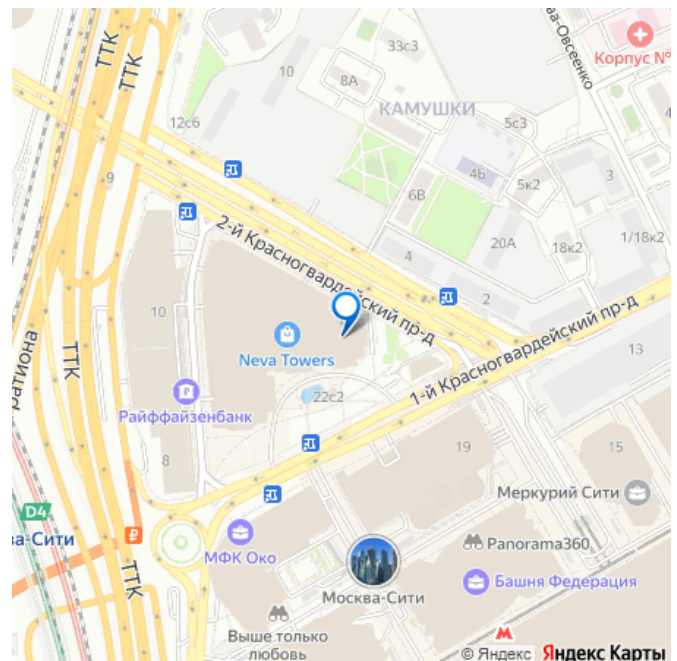 33с3
ва-Овсеенко
ТТК
ТТК
10
8А
Корпус №
КАМУШКИ
12с6
5с3
9
4б
3
5к2
6В
2-й Красногвардейский пр-д
20А
18к2
1/18к2
4
10
2
1-й Красногвардейский пр-д
13
ТТК
Neva Towers
ратиона
22с2
Райффайзенбанк
8
19
15
Меркурий Сити
D4
ва-Сити
₽
МФК Око
Panorama360
Башня Федерация
ТТК
Москва-Сити
Выше только
любовь
М
© Яндекс Яндекс Карты